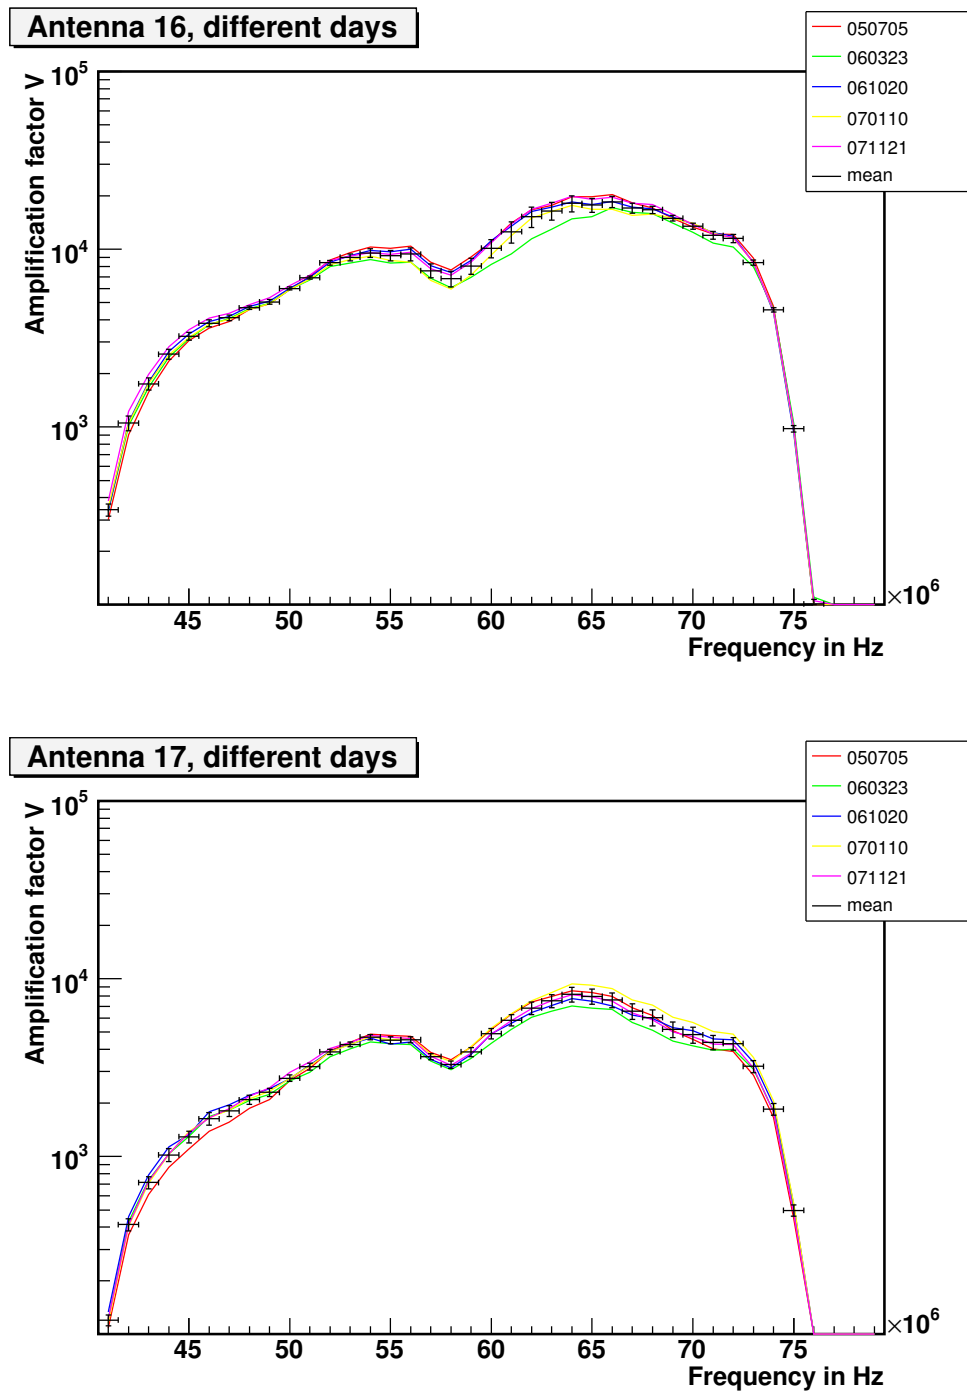 Antenna 16, different days
050705
060323
061020
070110
071121
mean
Amplification factor V
10^5
10^4
10^3
45 50 55 60 65 70 75
×10^6
Frequency in Hz
Antenna 17, different days
050705
060323
061020
070110
071121
mean
Amplification factor V
10^5
10^4
10^3
45 50 55 60 65 70 75
×10^6
Frequency in Hz